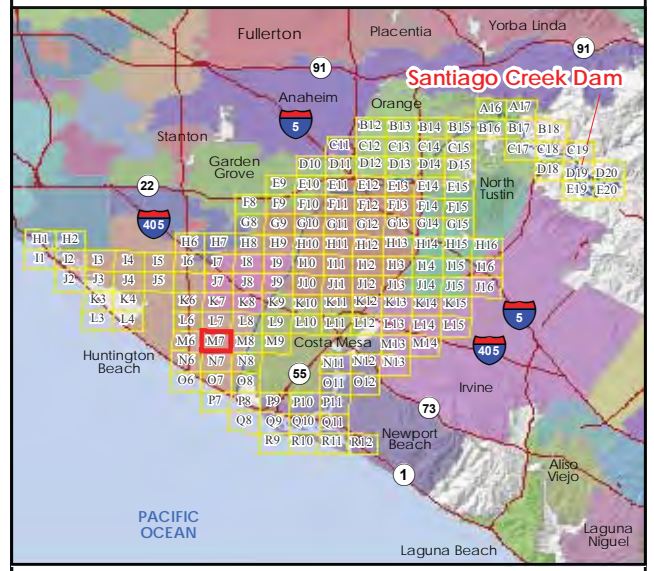 Yorba Linda
Fullerton
Placentia
91
91
Santiago Creek Dam
Anaheim
Orange
A16 A17
5
B12 B13 B14 B15 B16 B17 B18
Stanton
C11 C12 C13 C14 C15 C17 C18 C19
Garden
Grove
D10 D11 D12 D13 D14 D15 D18 D19 D20
22
E9 E10 E11 E12 E13 E14 E15 E19 E20
North
Tustin
F8 F9 F10 F11 F12 F13 F14 F15
405
G8 G9 G10 G11 G12 G13 G14 G15
H1 H2 H6 H7 H8 H9 H10 H11 H12 H13 H14 H15 H16
I1 I2 I3 I4 I5 I6 I7 I8 I9 I10 I11 I12 I13 I14 I15 I16
J2 J3 J4 J5 J7 J8 J9 J10 J11 J12 J13 J14 J15 J16
K3 K4 K6 K7 K8 K9 K10 K11 K12 K13 K14 K15
5
L3 L4 L6 L7 L8 L9 L10 L11 L12 L13 L14 L15
M6 M7 M8 M9 Costa Mesa M13 M14
405
Huntington
Beach
N6 N7 N8 N11 N12 N13
55
O6 O7 O8 O11 O12
Irvine
P7 P8 P9 P10 P11
73
Q8 Q9 Q10 Q11
Newport
Beach
R9 R10 R11 R12
1
Aliso
Viejo
PACIFIC
OCEAN
Laguna
Niguel
Laguna Beach